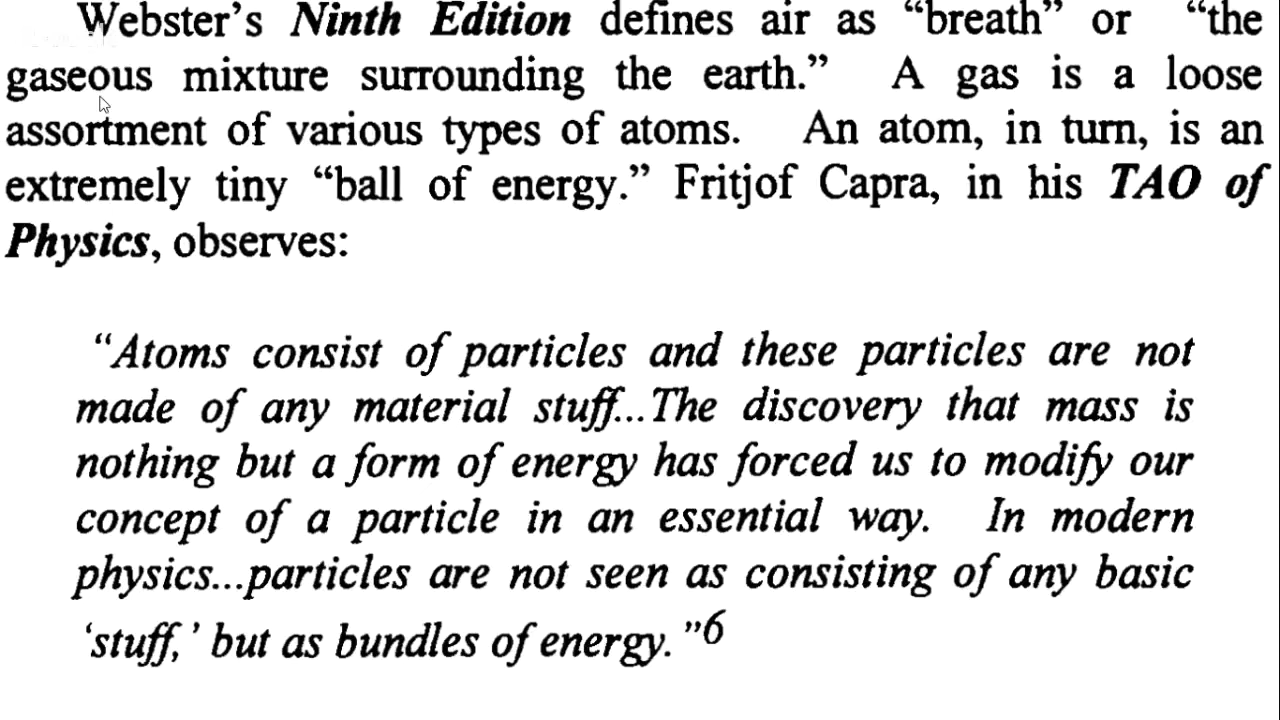 Webster's Ninth Edition defines air as “breath” or “the
gaseous mixture surrounding the earth.” A gas is a loose
assortment of various types of atoms. An atom, in turn, is an
extremely tiny “ball of energy.” Fritjof Capra, in his TAO of
Physics, observes:
“Atoms consist of particles and these particles are not
made of any material stuff...The discovery that mass is
nothing but a form of energy has forced us to modify our
concept of a particle in an essential way. In modern
physics...particles are not seen as consisting of any basic
‘stuff,’ but as bundles of energy.”6